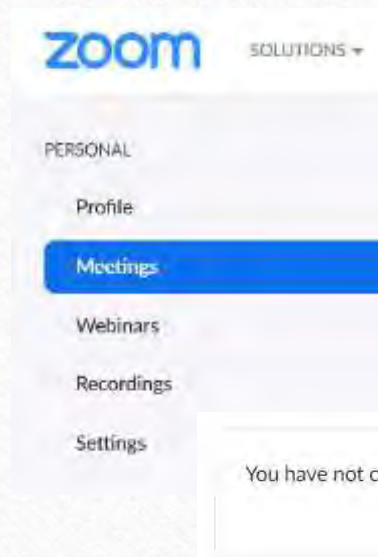 zoom SOLUTIONS
PERSONAL
Profile
Meetings
Webinars
Recordings
Settings
You have not c